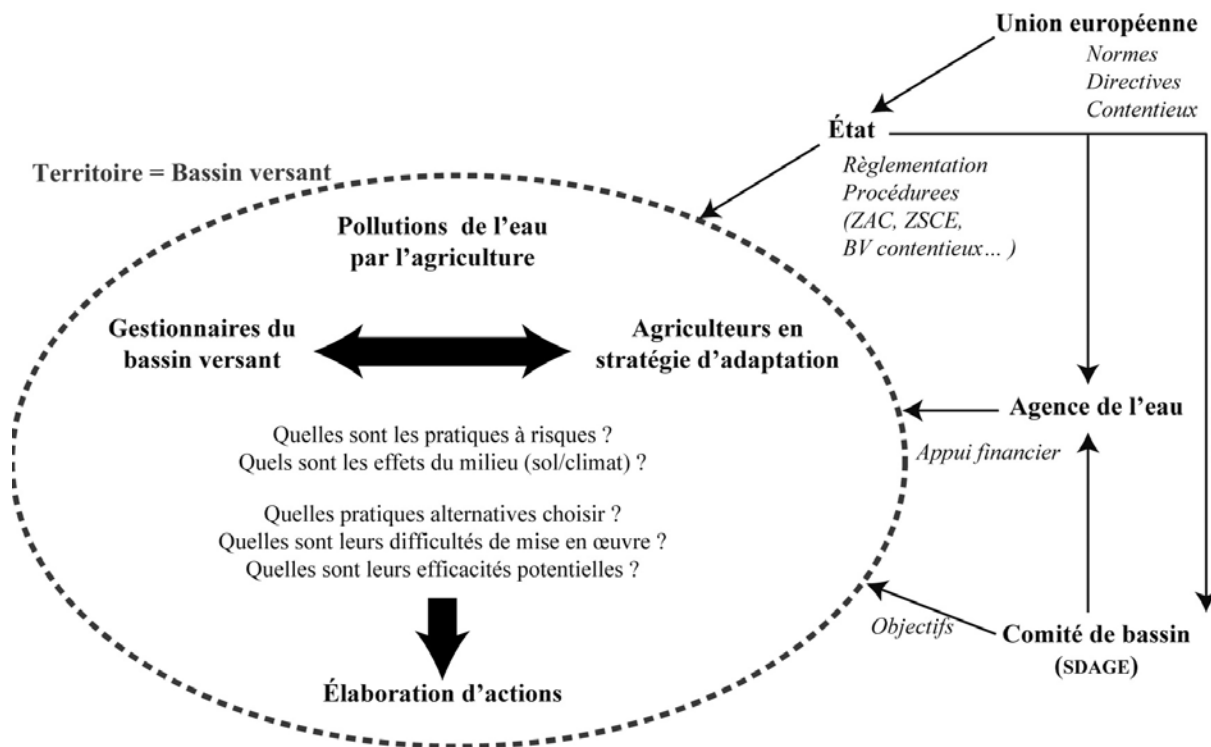 Union européenne
Normes
Directives
Contentieux
État
Règlementation
Procédurees
(ZAC, ZSCE,
BV contentieux… )
Territoire = Bassin versant
Pollutions de l’eau
par l’agriculture
Gestionnaires du
bassin versant
Agriculteurs en
stratégie d’adaptation
Quelles sont les pratiques à risques ?
Quels sont les effets du milieu (sol/climat) ?
Quelles pratiques alternatives choisir ?
Quelles sont leurs difficultés de mise en œuvre ?
Quelles sont leurs efficacités potentielles ?
Élaboration d’actions
Agence de l’eau
Appui financier
Objectifs
Comité de bassin
(SDAGE)